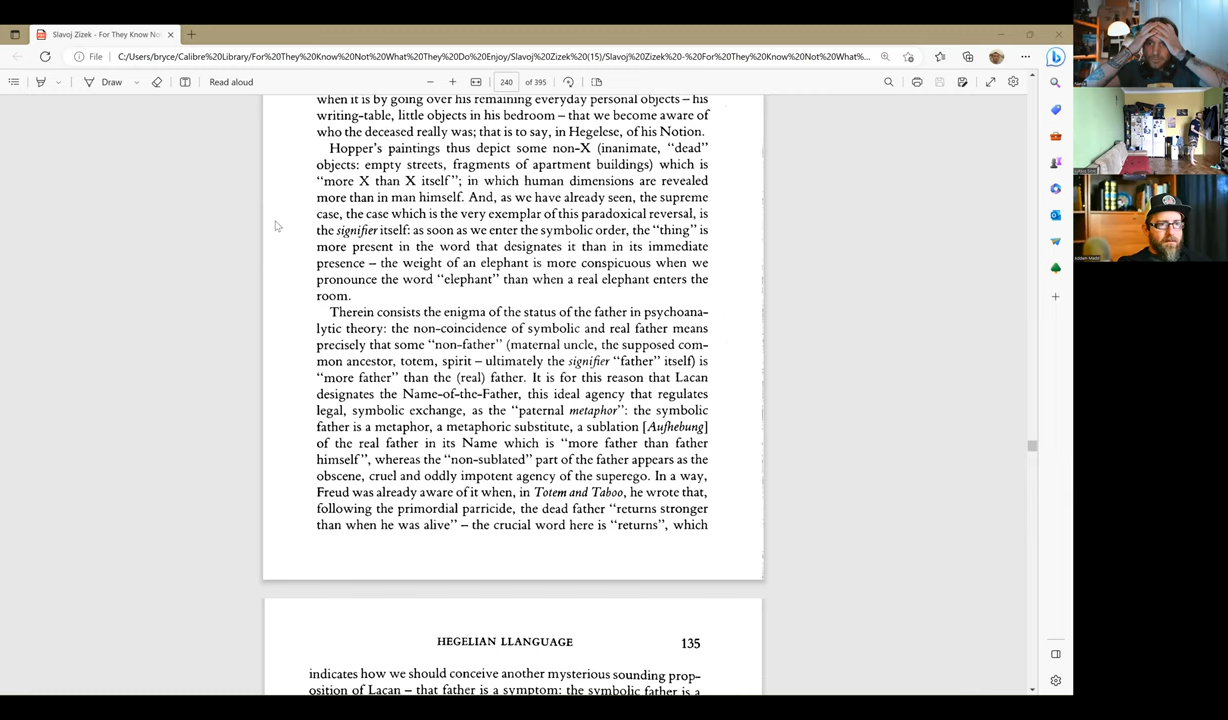 Slavoj Zizek - For They Know No
File
C:/Users/bryce/Calibre%20Library/For%20They%20Know%20Not%20What%20They%20Do%20Enjoy/Slavoj%20Zizek%20(15)/Slavoj%20Zizek%20-%20For%20They%20Know%20Not%20What%...
Draw
Read aloud
240 of 395
when it is by going over his remaining everyday personal objects – his
writing-table, little objects in his bedroom – that we become aware of
who the deceased really was; that is to say, in Hegelese, of his Notion.
Hopper's paintings thus depict some non-X (inanimate, "dead"
objects: empty streets, fragments of apartment buildings) which is
"more X than X itself"; in which human dimensions are revealed
more than in man himself. And, as we have already seen, the supreme
case, the case which is the very exemplar of this paradoxical reversal, is
the signifier itself: as soon as we enter the symbolic order, the "thing" is
more present in the word that designates it than in its immediate
presence – the weight of an elephant is more conspicuous when we
pronounce the word "elephant" than when a real elephant enters the
room.
Therein consists the enigma of the status of the father in psychoana-
lytic theory: the non-coincidence of symbolic and real father means
precisely that some "non-father" (maternal uncle, the supposed com-
mon ancestor, totem, spirit – ultimately the signifier "father" itself) is
"more father" than the (real) father. It is for this reason that Lacan
designates the Name-of-the-Father, this ideal agency that regulates
legal, symbolic exchange, as the "paternal metaphor": the symbolic
father is a metaphor, a metaphoric substitute, a sublation [Aufhebung]
of the real father in its Name which is "more father than father
himself", whereas the "non-sublated" part of the father appears as the
obscene, cruel and oddly impotent agency of the superego. In a way,
Freud was already aware of it when, in Totem and Taboo, he wrote that,
following the primordial parricide, the dead father "returns stronger
than when he was alive" – the crucial word here is "returns", which
HEGELIAN LLANGUAGE 135
indicates how we should conceive another mysterious sounding prop-
osition of Lacan – that father is a symptom: the symbolic father is a